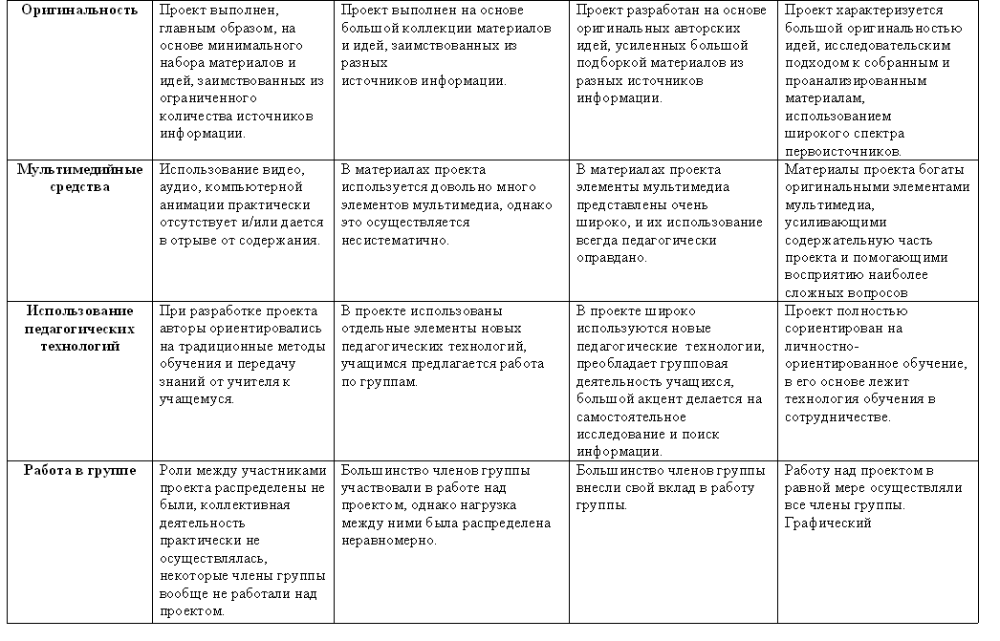 Оригинальность
Проект выполнен,
главным образом, на
основе минимального
набора материалов и
идей, заимствованных из
ограниченного
количества источников
информации.
Проект выполнен на основе
большой коллекции материалов
и идей, заимствованных из
разных
источников информации.
Проект разработан на основе
оригинальных авторских
идей, усиленных большой
подборкой материалов из
разных источников
информации.
Проект характеризуется
большой оригинальностью
идей, исследовательским
подходом к собранным и
проанализированным
материалам,
использованием
широкого спектра
первоисточников.
Мультимедийные
средства
Использование видео,
аудио, компьютерной
анимации практически
отсутствует и/или дается
в отрыве от содержания.
В материалах проекта
используется довольно много
элементов мультимедиа, однако
это осуществляется
несистематично.
В материалах проекта
элементы мультимедиа
представлены очень
широко, и их использование
всегда педагогически
оправдано.
Материалы проекта богаты
оригинальными элементами
мультимедиа,
усиливающими
содержательную часть
проекта и помогающими
восприятию наиболее
сложных вопросов
Использование
педагогических
технологий
При разработке проекта
авторы ориентировались
на традиционные методы
обучения и передачу
знаний от учителя к
учащемуся.
В проекте использованы
отдельные элементы новых
педагогических технологий,
учащимся предлагается работа
по группам.
В проекте широко
используются новые
педагогические технологии,
преобладает групповая
деятельность учащихся,
большой акцент делается на
самостоятельное
исследование и поиск
информации.
Проект полностью
сориентирован на
личностно-
ориентированное обучение,
в его основе лежит
технология обучения в
сотрудничестве.
Работа в группе
Роли между участниками
проекта распределены не
были, коллективная
деятельность
практически не
осуществлялась,
некоторые члены группы
вообще не работали над
проектом.
Большинство членов группы
участвовали в работе над
проектом, однако нагрузка
между ними была распределена
неравномерно.
Большинство членов группы
внесли свой вклад в работу
группы.
Работу над проектом в
равной мере осуществляли
все члены группы.
Графический